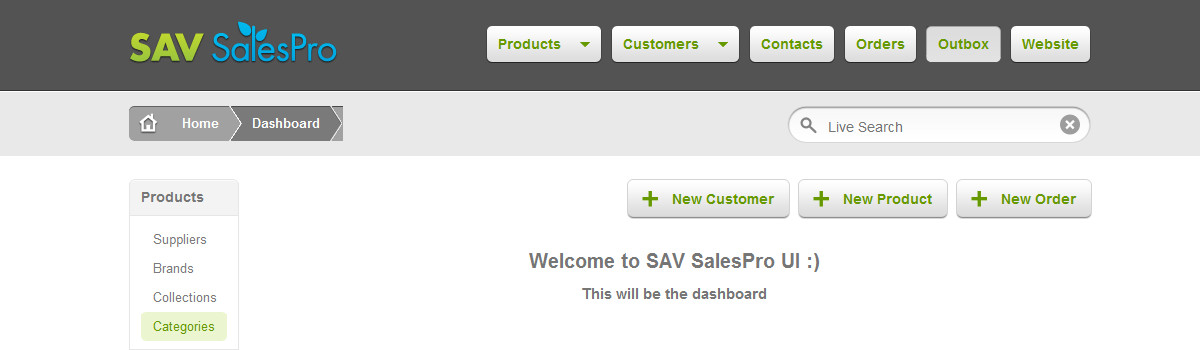 SAV SalesPro
Products Customers Contacts Orders Outbox Website
Home Dashboard
Live Search
Products
Suppliers
Brands
Collections
Categories
New Customer New Product New Order
Welcome to SAV SalesPro UI :)
This will be the dashboard